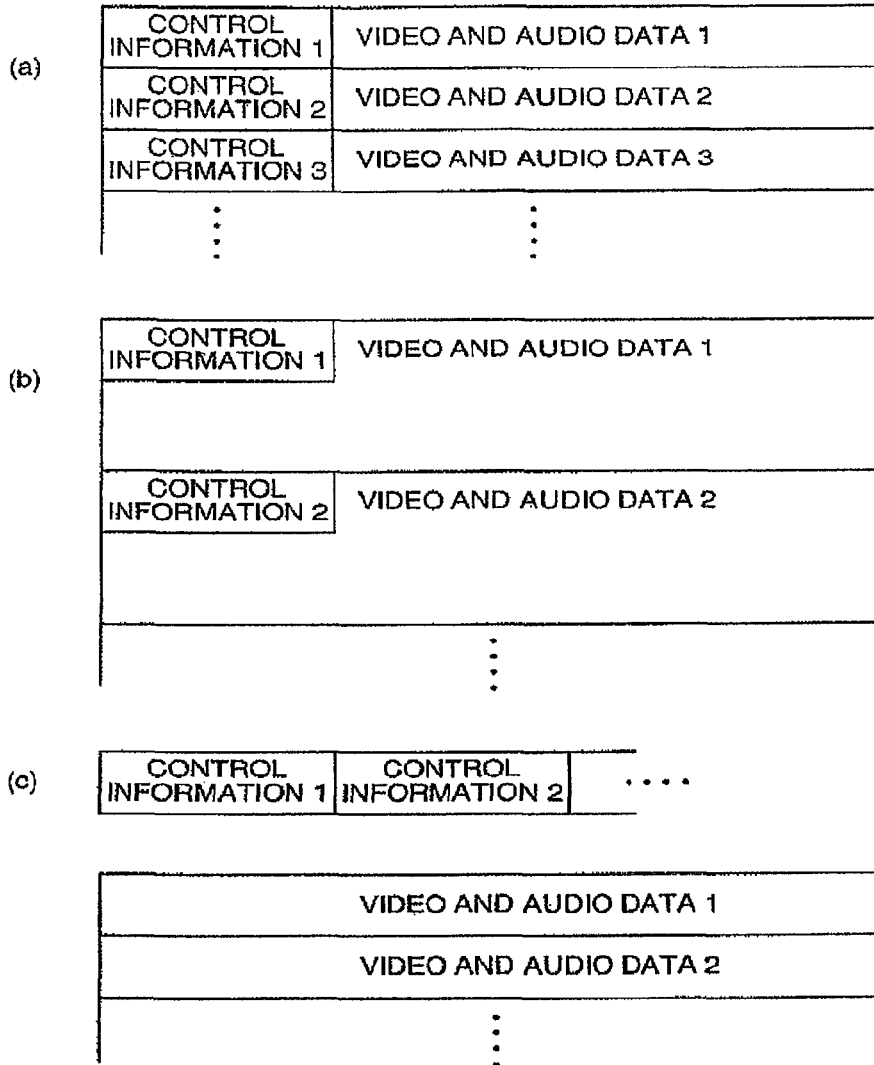 (a)
CONTROL
INFORMATION 1
VIDEO AND AUDIO DATA 1
CONTROL
INFORMATION 2
VIDEO AND AUDIO DATA 2
CONTROL
INFORMATION 3
VIDEO AND AUDIO DATA 3
(b)
CONTROL
INFORMATION 1
VIDEO AND AUDIO DATA 1
CONTROL
INFORMATION 2
VIDEO AND AUDIO DATA 2
(c)
CONTROL
INFORMATION 1
CONTROL
INFORMATION 2
VIDEO AND AUDIO DATA 1
VIDEO AND AUDIO DATA 2